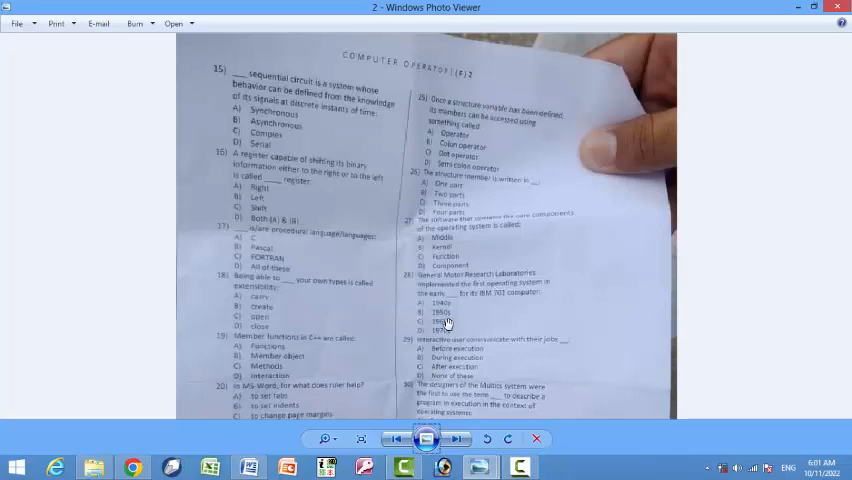 2 - Windows Photo Viewer
File Print E-mail Burn Open
COMPUTER OPERATOR|(F)2
15) ___ sequential circuit is a system whose
behavior can be defined from the knowledge
of its signals at discrete instants of time:
A) Synchronous
B) Asynchronous
C) Complex
D) Serial
16) A register capable of shifting its binary
information either to the right or to the left
is called ____ register.
A) Right
B) Left
C) Shift
D) Both (A) & (B)
17) ____ is/are procedural language/languages:
A) C
B) Pascal
C) FORTRAN
D) All of these
18) Being able to ___ your own types is called
extensibility:
A) carry
B) create
C) open
D) close
19) Member functions in C++ are called:
A) Functions
B) Member object
C) Methods
D) Interaction
20) In MS-Word, for what does ruler help?
A) to set tabs
B) to set indents
C) to change page margins
25) Once a structure variable has been defined,
its members can be accessed using
something called
A) Operator
B) Colon operator
C) Dot operator
D) Semi colon operator
26) The structure member is written in __:
A) One part
B) Two parts
C) Three parts
D) Four parts
27) The software that operates the core components
of the operating system is called:
A) Middle
B) Kernel
C) Function
D) Component
28) General Motor Research Laboratories
implemented the first operating system in
the early ___ for its IBM 701 computer:
A) 1940s
B) 1950s
C)
D) 1970s
29) Interactive user communicate with their jobs __.
A) Before execution
B) During execution
C) After execution
D) None of these
30) The designers of the Multics system were
the first to use the term ___ to describe a
program in execution in the context of
operating systems:
ENG
6:01 AM
10/11/2022